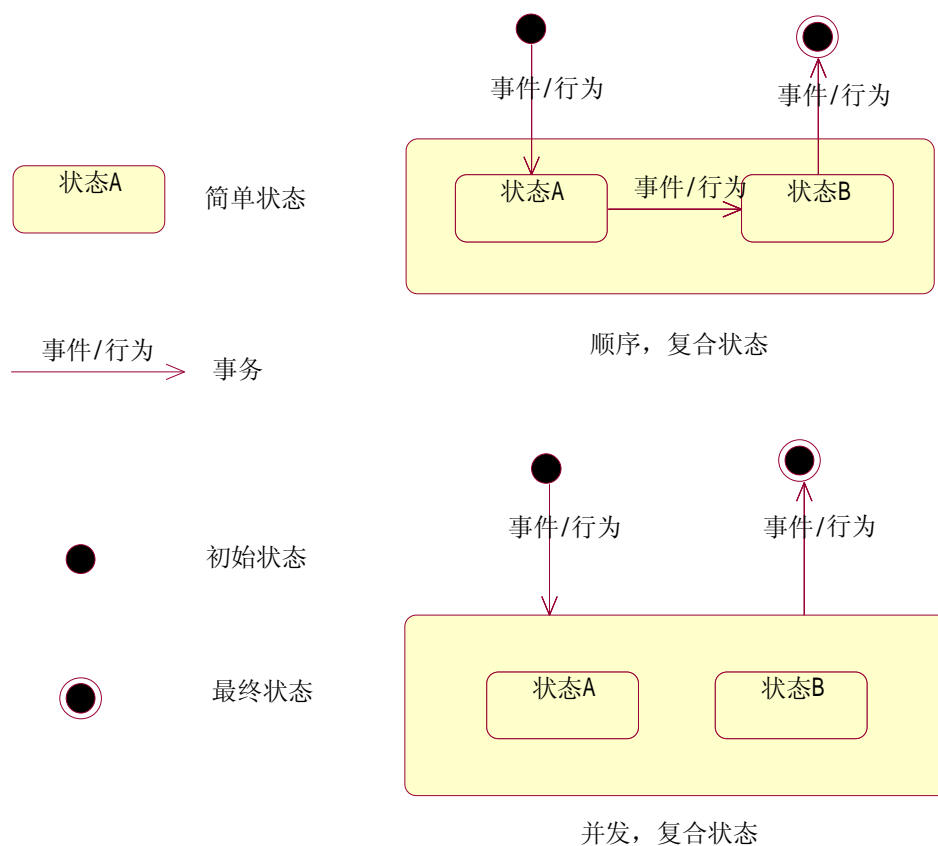 状态A
简单状态
事件/行为
事务
初始状态
最终状态
事件/行为
事件/行为
状态A
事件/行为
状态B
顺序，复合状态
事件/行为
事件/行为
状态A
状态B
并发，复合状态